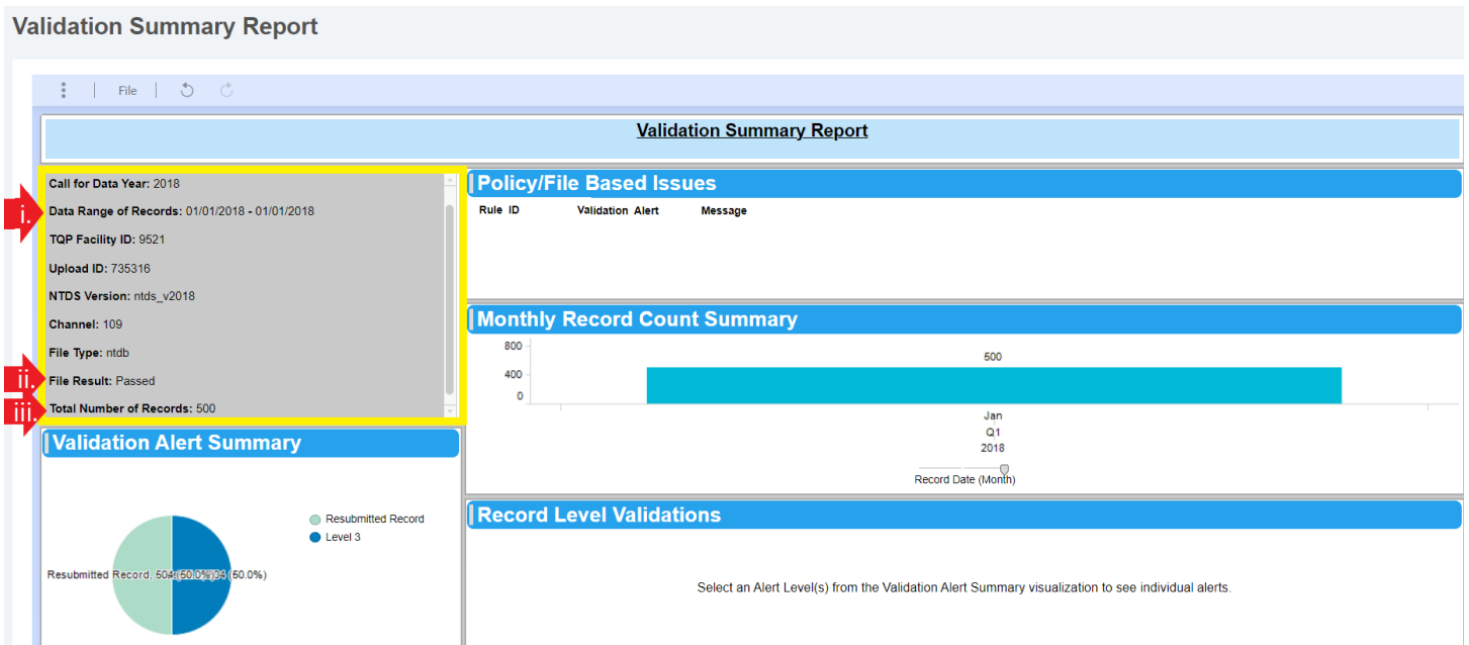 Validation Summary Report
File
Validation Summary Report
Call for Data Year: 2018
i.
Data Range of Records: 01/01/2018 - 01/01/2018
TQP Facility ID: 9521
Upload ID: 735316
NTDS Version: ntds_v2018
Channel: 109
File Type: ntdb
ii.
File Result: Passed
iii.
Total Number of Records: 500
Policy/File Based Issues
Rule ID Validation Alert Message
Monthly Record Count Summary
800
400
0
500
Jan
Q1
2018
Record Date (Month)
Validation Alert Summary
Resubmitted Record
Level 3
Resubmitted Record, 504 (50.0%)
(50.0%)
Record Level Validations
Select an Alert Level(s) from the Validation Alert Summary visualization to see individual alerts.